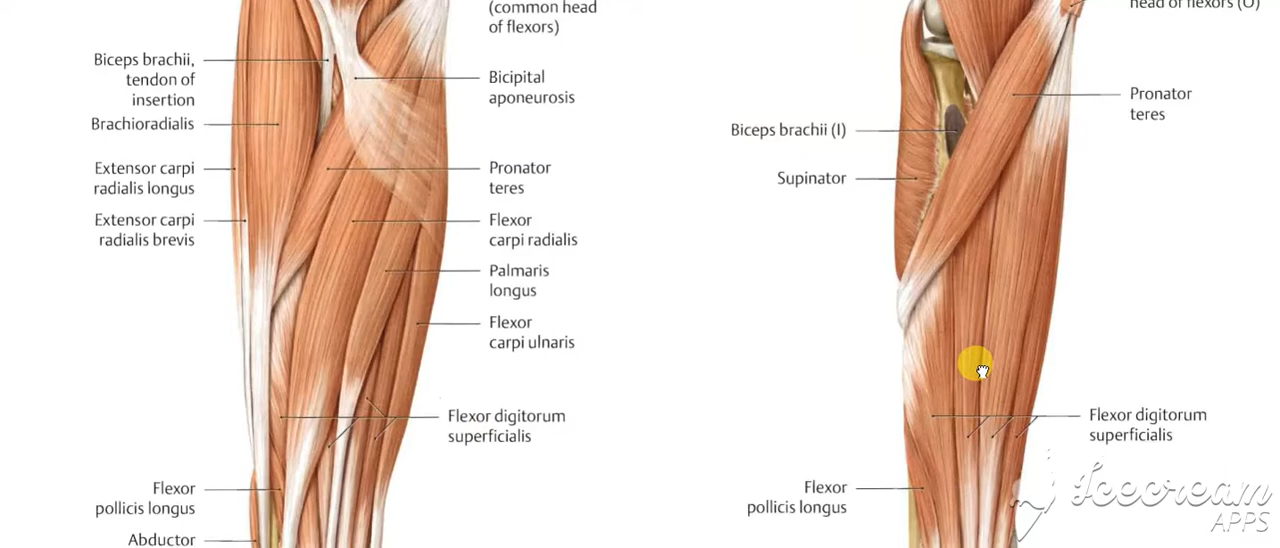 (common head
of flexors)
Biceps brachii,
tendon of
insertion
Bicipital
aponeurosis
Brachioradialis
Extensor carpi
radialis longus
Pronator
teres
Extensor carpi
radialis brevis
Flexor
carpi radialis
Palmaris
longus
Flexor
carpi ulnaris
Flexor digitorum
superficialis
Flexor
pollicis longus
Abductor
head of flexors (O)
Pronator
teres
Biceps brachii (I)
Supinator
Flexor digitorum
superficialis
Flexor
pollicis longus
Icecream
APPS